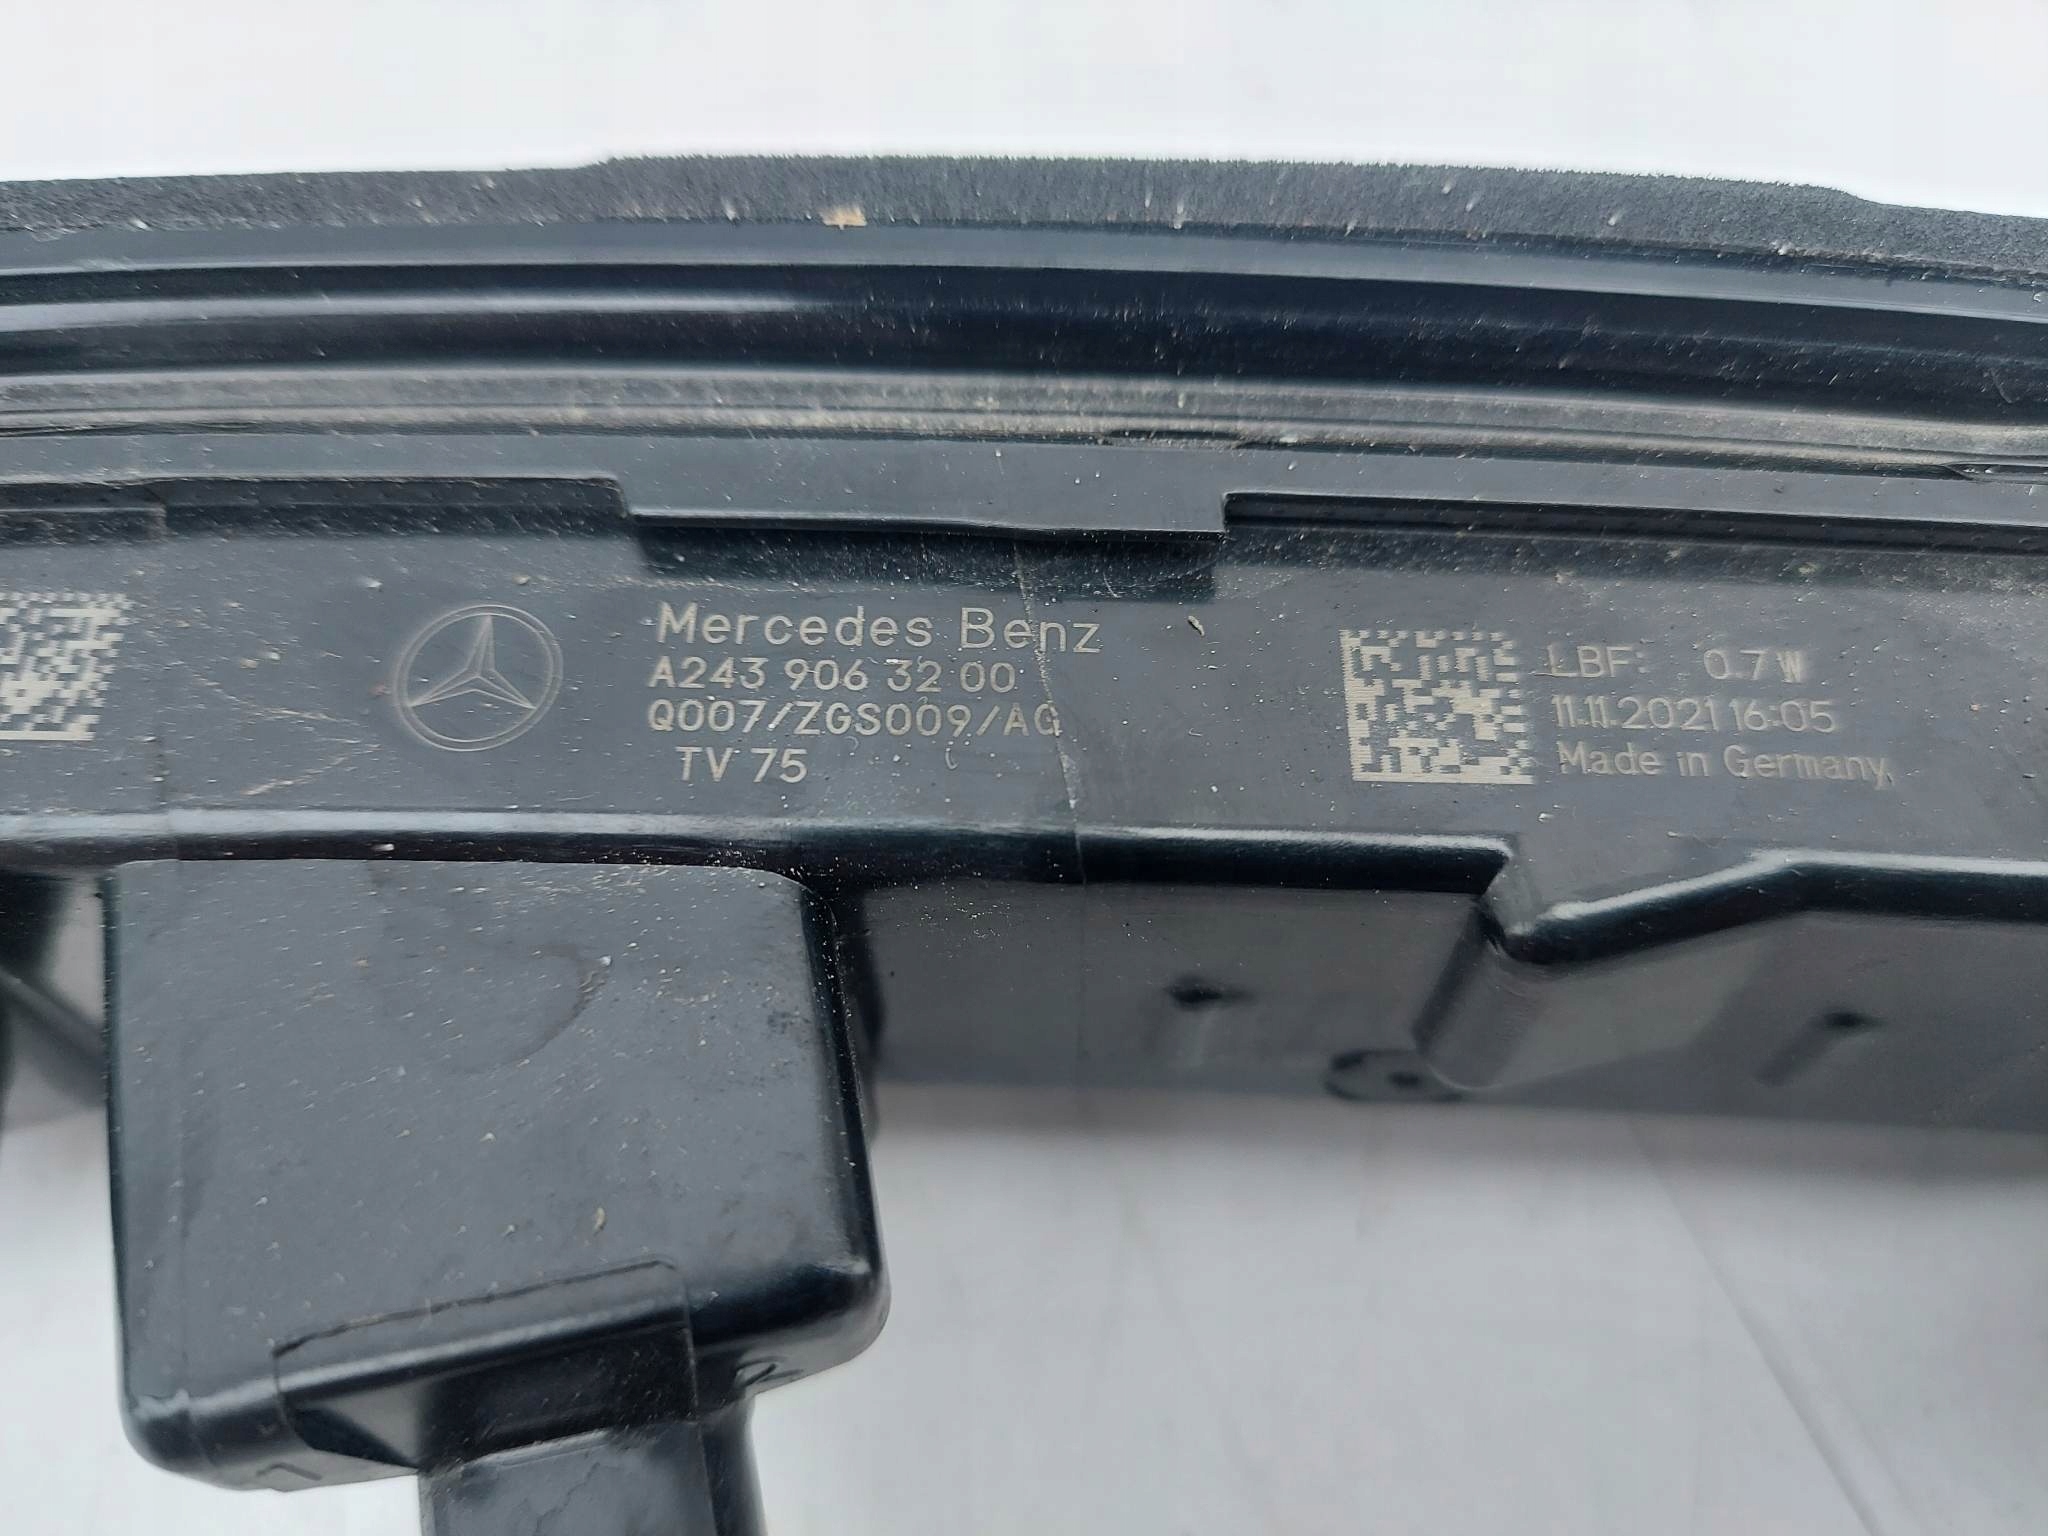 Mercedes Benz
A243 906 32 00
Q007/ZGS009/AG
TV 75
LBF: 0.7W
11.11.2021 16:05
Made in Germany